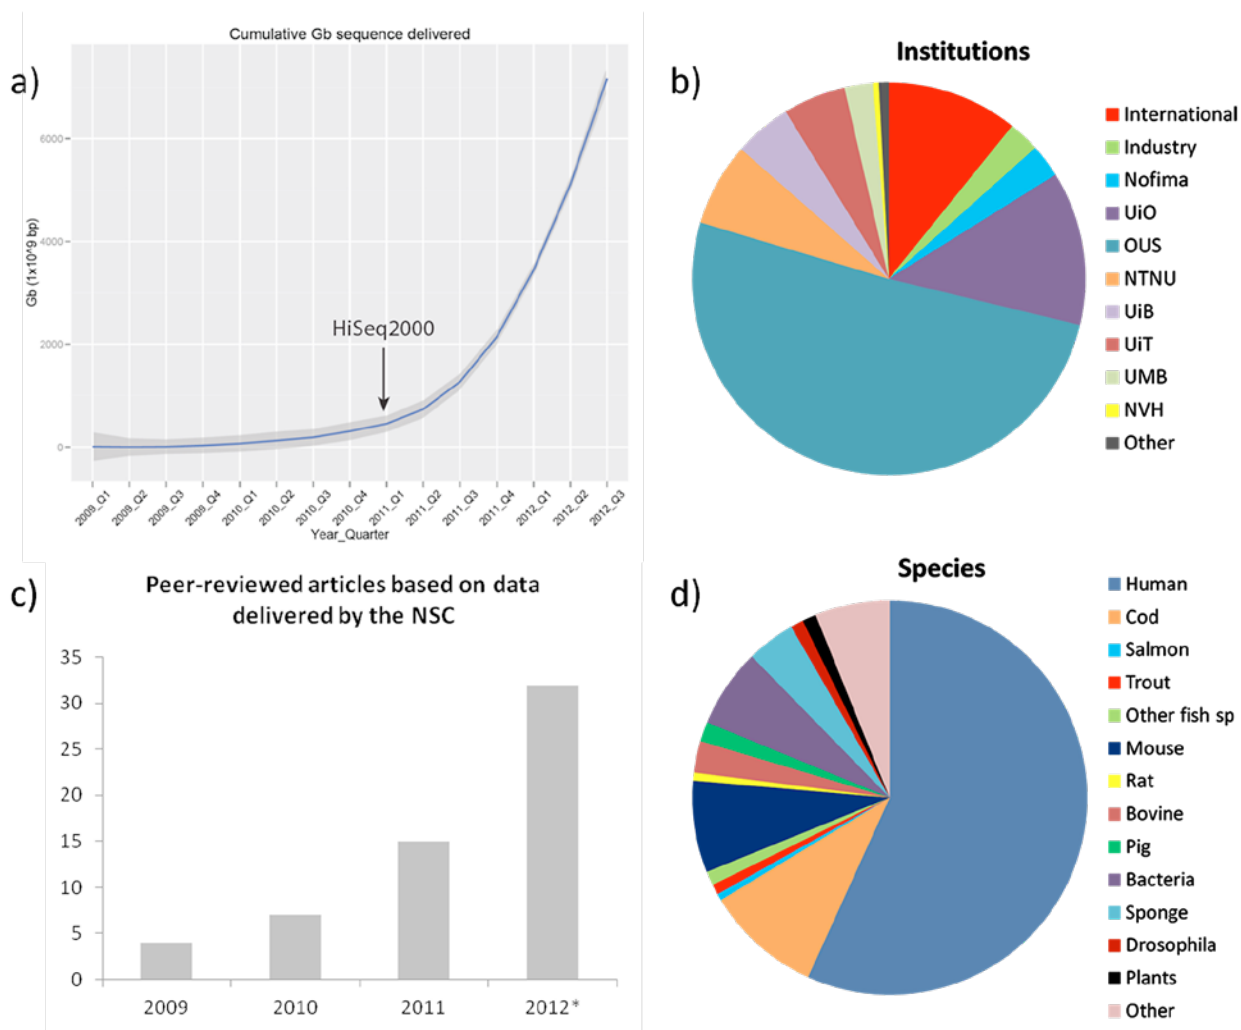 a)
Cumulative Gb sequence delivered
Gb (1x10^9 bp)
6000
4000
2000
0
HiSeq2000
2009_Q1
2009_Q2
2009_Q3
2009_Q4
2010_Q1
2010_Q2
2010_Q3
2010_Q4
2011_Q1
2011_Q2
2011_Q3
2011_Q4
2012_Q1
2012_Q2
2012_Q3
Year_Quarter
b)
Institutions
International
Industry
Nofima
UiO
OUS
NTNU
UiB
UiT
UMB
NVH
Other
c)
Peer-reviewed articles based on data
delivered by the NSC
35
30
25
20
15
10
5
0
2009
2010
2011
2012*
d)
Species
Human
Cod
Salmon
Trout
Other fish sp
Mouse
Rat
Bovine
Pig
Bacteria
Sponge
Drosophila
Plants
Other